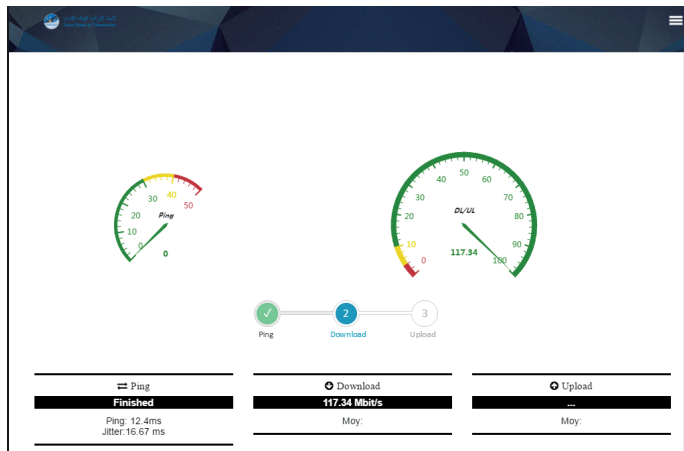 50
40
60
30
40
30
70
50
20
Ping
DL/UL
20
80
10
10
90
0
0
117.34
0
100
✓
2
3
Ping
Download
Upload
Ping
Download
Upload
Finished
117.34 Mbit/s
...
Ping: 12.4ms
Moy:
Moy:
Jitter:16.67 ms